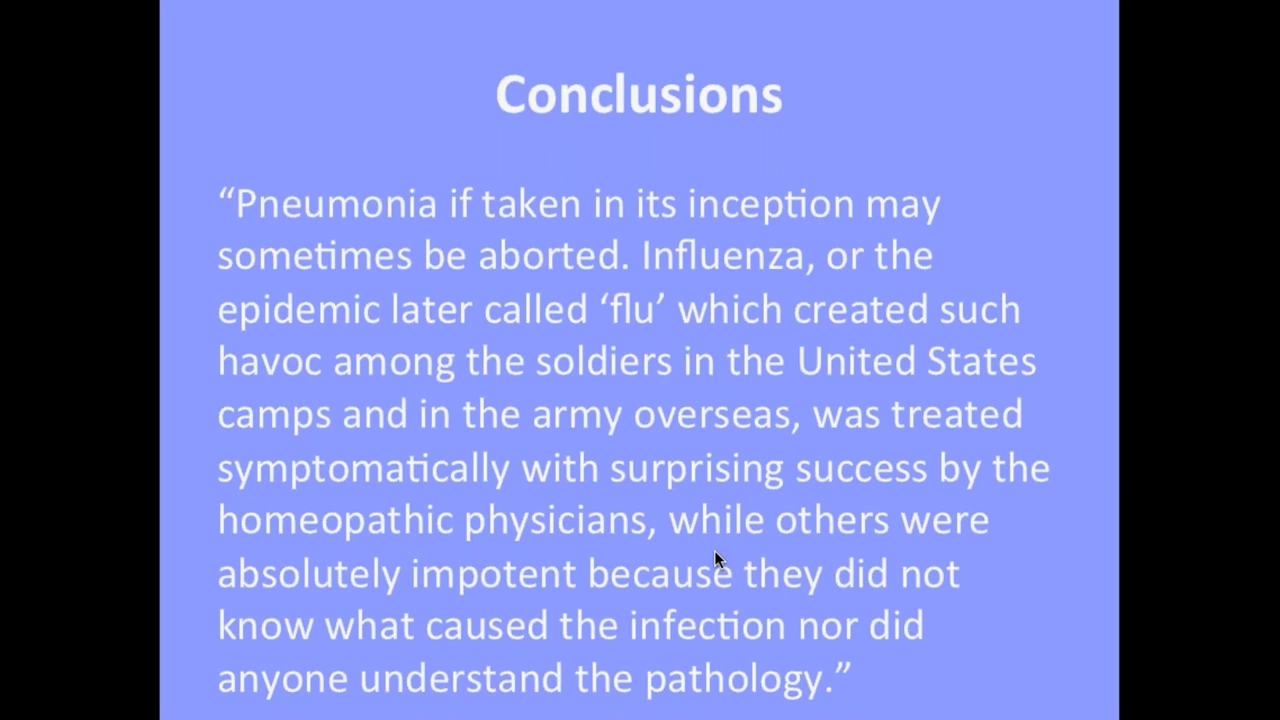 Conclusions
“Pneumonia if taken in its inception may
sometimes be aborted. Influenza, or the
epidemic later called ‘flu’ which created such
havoc among the soldiers in the United States
camps and in the army overseas, was treated
symptomatically with surprising success by the
homeopathic physicians, while others were
absolutely impotent because they did not
know what caused the infection nor did
anyone understand the pathology.”